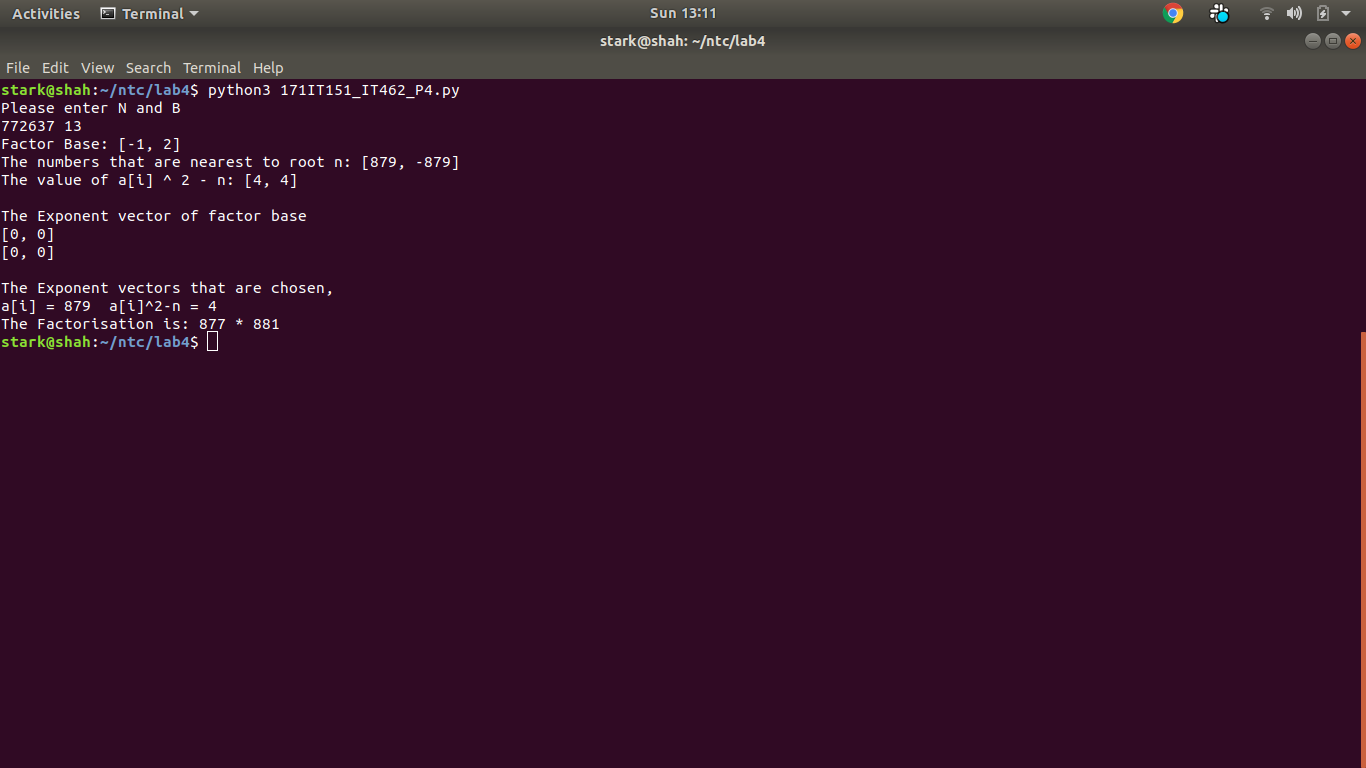 Activities Terminal Sun 13:11
stark@shah: ~/ntc/lab4
File Edit View Search Terminal Help
stark@shah:~/ntc/lab4$ python3 171IT151_IT462_P4.py
Please enter N and B
772637 13
Factor Base: [-1, 2]
The numbers that are nearest to root n: [879, -879]
The value of a[i] ^ 2 - n: [4, 4]
The Exponent vector of factor base
[0, 0]
[0, 0]
The Exponent vectors that are chosen,
a[i] = 879  a[i]^2-n = 4
The Factorisation is: 877 * 881
stark@shah:~/ntc/lab4$